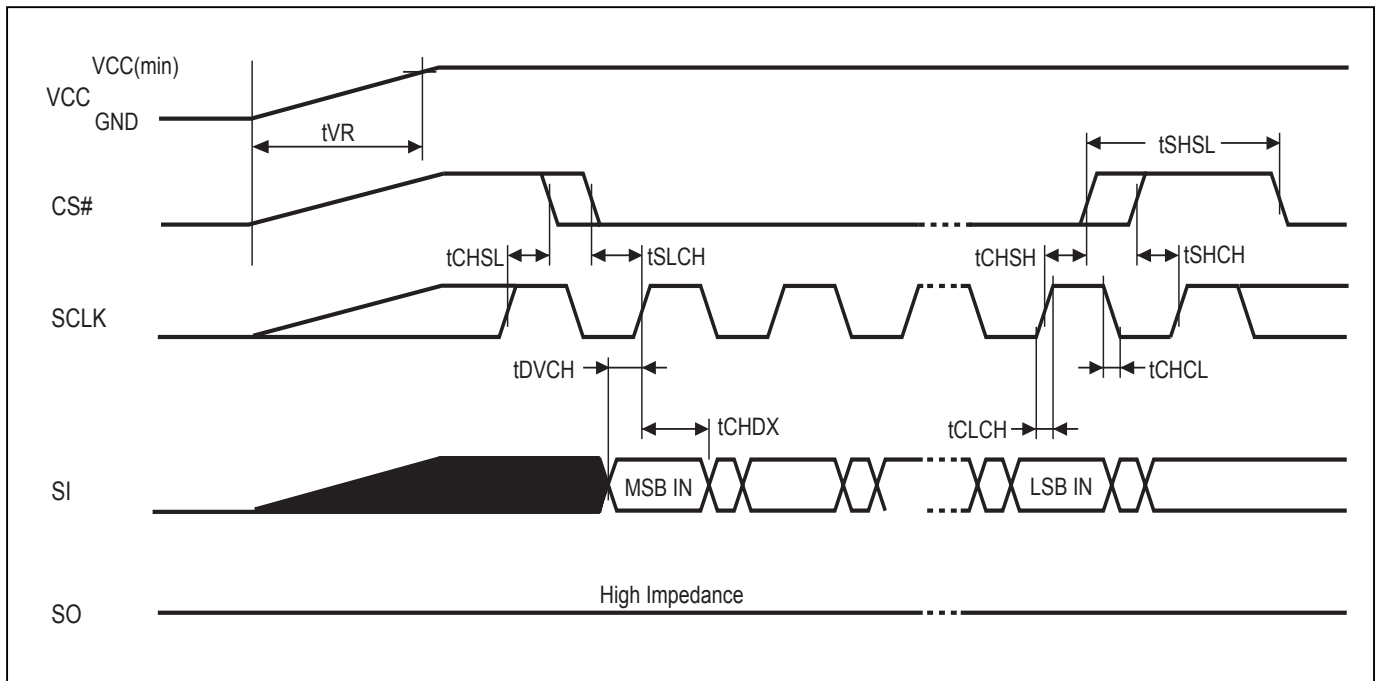 VCC(min)
VCC
GND
tVR
tSHSL
CS#
tCHSL
tSLCH
tCHSH
tSHCH
SCLK
tDVCH
tCHCL
tCHDX
tCLCH
SI
MSB IN
LSB IN
High Impedance
SO